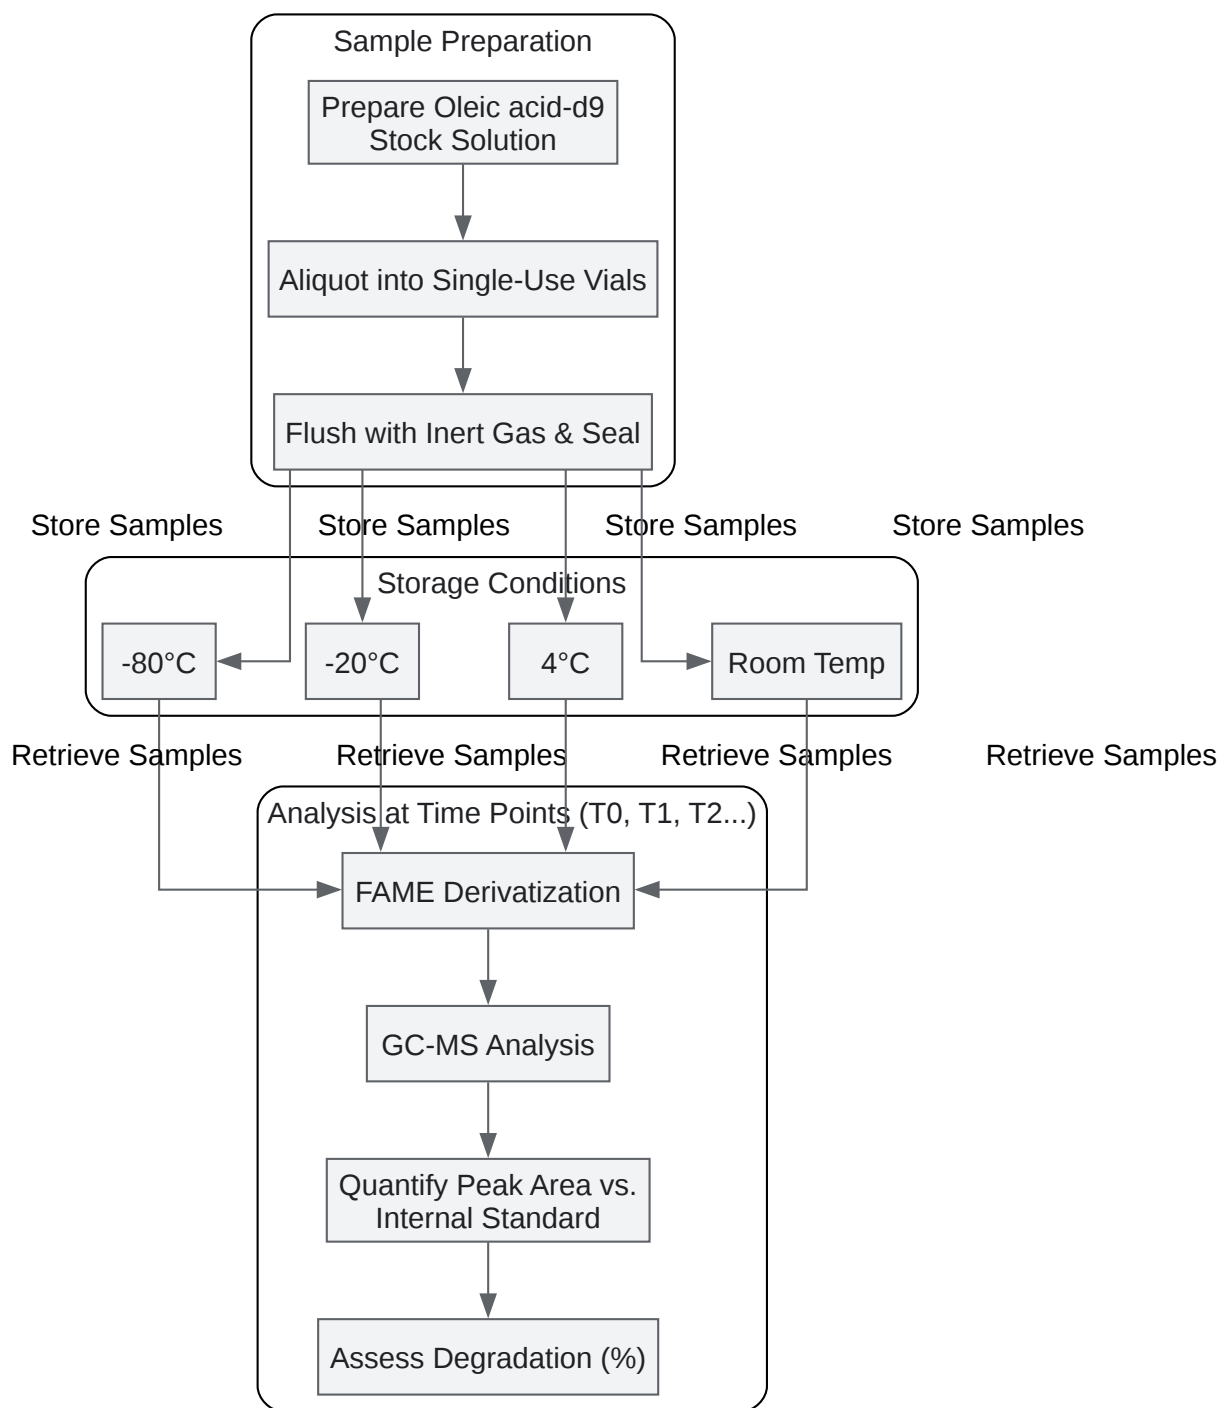 Sample Preparation
Prepare Oleic acid-d9
Stock Solution
Aliquot into Single-Use Vials
Flush with Inert Gas & Seal
Store Samples
Store Samples
Store Samples
Store Samples
Storage Conditions
-80°C
-20°C
4°C
Room Temp
Retrieve Samples
Retrieve Samples
Retrieve Samples
Retrieve Samples
Analysis at Time Points (T0, T1, T2...)
FAME Derivatization
GC-MS Analysis
Quantify Peak Area vs.
Internal Standard
Assess Degradation (%)